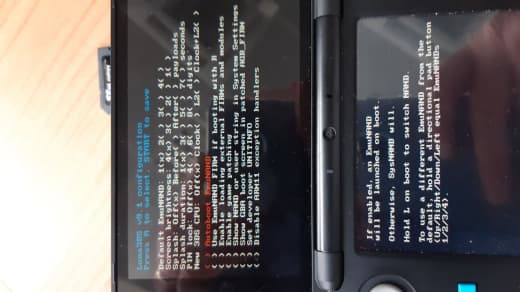 Luma3DS v9.1 configuration
Press A to select, START to save
Default EmuNAND: 1(x) 2( ) 3( ) 4( )
Screen brightness: 4(x) 3( ) 2( ) 1( )
Splash: Off(x) Before( ) After( ) payloads
Splash duration: 3(x) 5( ) 7( ) seconds
PIN lock: Off(x) 4( ) 6( ) 8( ) digits
New 3DS CPU: Off(x) Clock( ) L2( ) Clock+L2( )
( ) Autoboot EmuNAND
( ) Use EmuNAND FIRM if booting with R
( ) Enable loading external FIRMs and modules
( ) Enable game patching
( ) Show NAND or user string in System Settings
( ) Show GBA boot screen in patched AGB_FIRM
( ) Set developer UNITINFO
( ) Disable ARM11 exception handlers
If enabled, an EmuNAND
will be launched on boot.
Otherwise, SysNAND will.
Hold L on boot to switch NAND.
To use a different EmuNAND from the
default, hold a directional pad button
(Up/Right/Down/Left equal EmuNANDs
1/2/3/4).